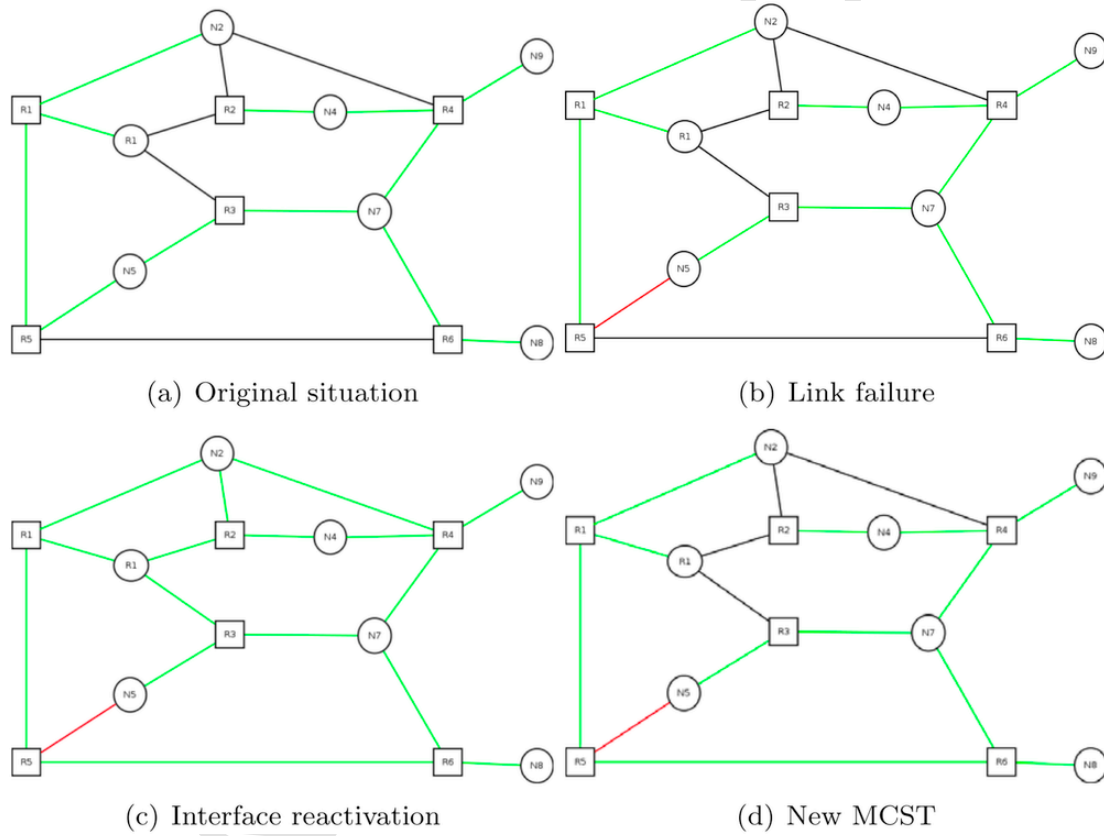 N2
N9
R1
R2
N4
R4
R1
R3
N7
N5
R5
R6
N8
(a) Original situation
N2
N9
R1
R2
N4
R4
R1
R3
N7
N5
R5
R6
N8
(b) Link failure
N2
N9
R1
R2
N4
R4
R1
R3
N7
N5
R5
R6
N8
(c) Interface reactivation
N2
N9
R1
R2
N4
R4
R1
R3
N7
N5
R5
R6
N8
(d) New MCST